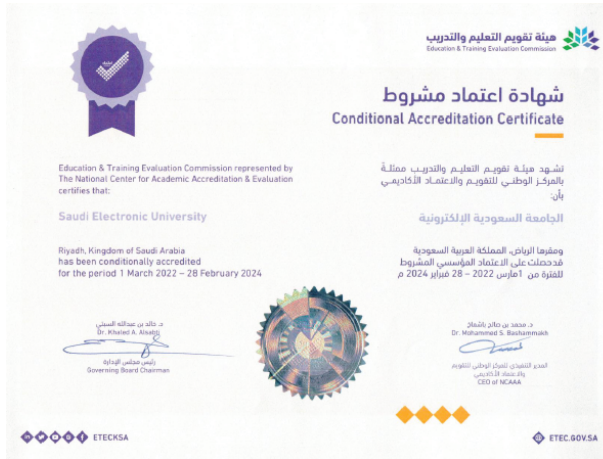 هيئة تقويم التعليم والتدريب
Education & Training Evaluation Commission
شهادة اعتماد مشروط
Conditional Accreditation Certificate
Education & Training Evaluation Commission represented by
The National Center for Academic Accreditation & Evaluation
certifies that:
Saudi Electronic University
Riyadh, Kingdom of Saudi Arabia
has been conditionally accredited
for the period 1 March 2022 – 28 February 2024
تشهد هيئة تقويم التعليم والتدريب ممثلةً
بالمركز الوطني للتقويم والاعتماد الأكاديمي
بأن:
الجامعة السعودية الإلكترونية
ومقرها الرياض، المملكة العربية السعودية
قد حصلت على الاعتماد المؤسسي المشروط
للفترة من 1مارس 2022 – 28 فبراير 2024 م
د. خالد بن عبدالله السبتي
Dr. Khaled A. Alsabti
رئيس مجلس الإدارة
Governing Board Chairman
د. محمد بن صالح باشماخ
Dr. Mohammed S. Bashammakh
المدير التنفيذي للمركز الوطني للتقويم
والاعتماد الأكاديمي
CEO of NCAAA
ETECKSA
ETEC.GOV.SA